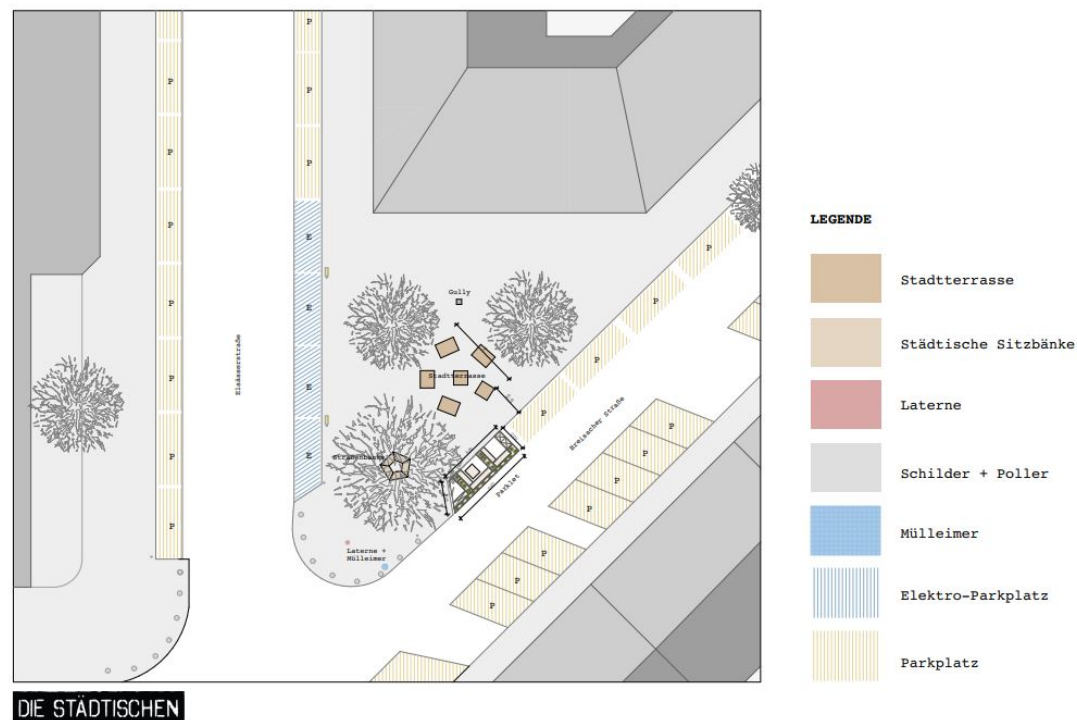 P
P
P
P
P
P
P
P
P
P
P
E
E
E
E
Elsässerstraße
Gully
Stadtterrasse
Laterne +
Mülleimer
Parklet
Breisacher Straße
P
P
P
P
P
P
P
P
P
P
P
LEGENDE
Stadtterrasse
Städtische Sitzbänke
Laterne
Schilder + Poller
Mülleimer
Elektro-Parkplatz
Parkplatz
DIE STÄDTISCHEN